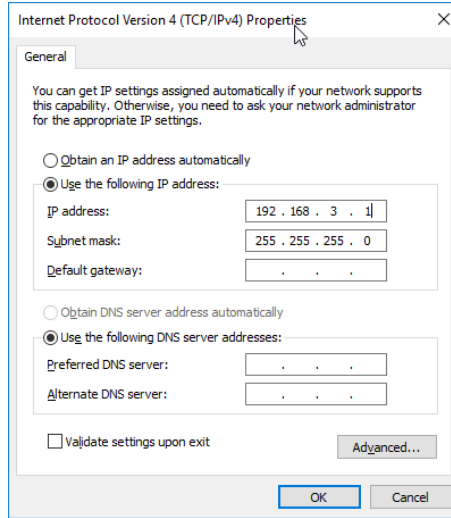 Internet Protocol Version 4 (TCP/IPv4) Properties
General
You can get IP settings assigned automatically if your network supports
this capability. Otherwise, you need to ask your network administrator
for the appropriate IP settings.
Obtain an IP address automatically
Use the following IP address:
IP address: 192 . 168 . 3 . 1
Subnet mask: 255 . 255 . 255 . 0
Default gateway: . . .
Obtain DNS server address automatically
Use the following DNS server addresses:
Preferred DNS server: . . .
Alternate DNS server: . . .
Validate settings upon exit
Advanced...
OK Cancel